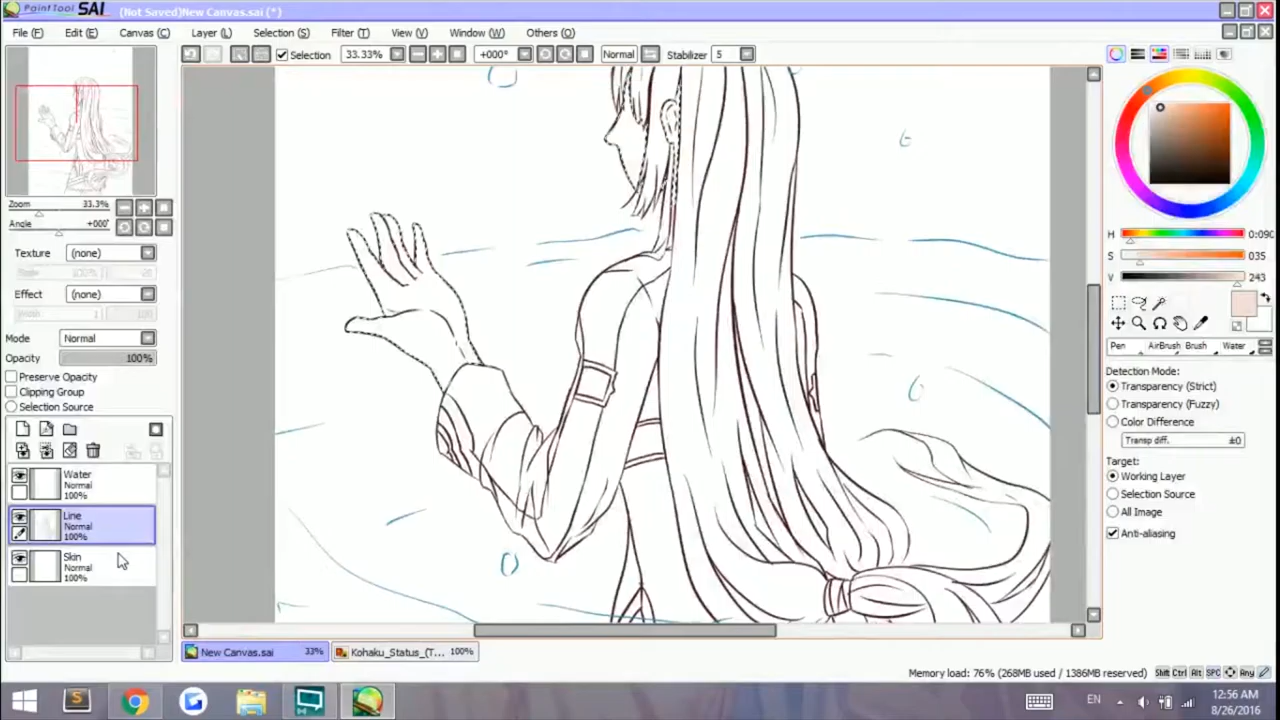 PaintTool SAI (Not Saved)New Canvas.sai (*)
File (F) Edit (E) Canvas (C) Layer (L) Selection (S) Filter (T) View (V) Window (W) Others (O)
Selection 33.33% +000° Normal Stabilizer 5
Zoom 33.3%
Angle +000°
Texture (none)
Effect (none)
Mode Normal
Opacity 100%
Preserve Opacity
Clipping Group
Selection Source
Water
Normal
100%
Line
Normal
100%
Skin
Normal
100%
H 0:090
S 035
V 243
Pen AirBrush Brush Water
Detection Mode:
Transparency (Strict)
Transparency (Fuzzy)
Color Difference
Transp diff. ±0
Target:
Working Layer
Selection Source
All Image
Anti-aliasing
New Canvas.sai 33% Kohaku_Status_(T... 100%
Memory load: 76% (268MB used / 1386MB reserved) Shift Ctrl Alt SPC Any
EN 12:56 AM
8/26/2016